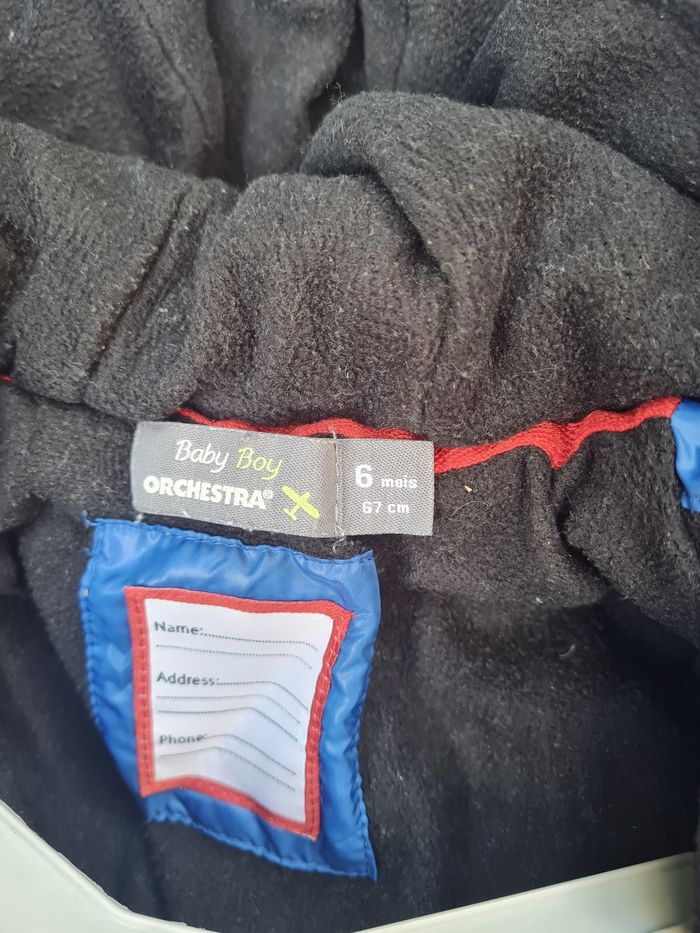 Baby Boy
ORCHESTRA®
6 mois
67 cm
Name:
Address:
Phone: